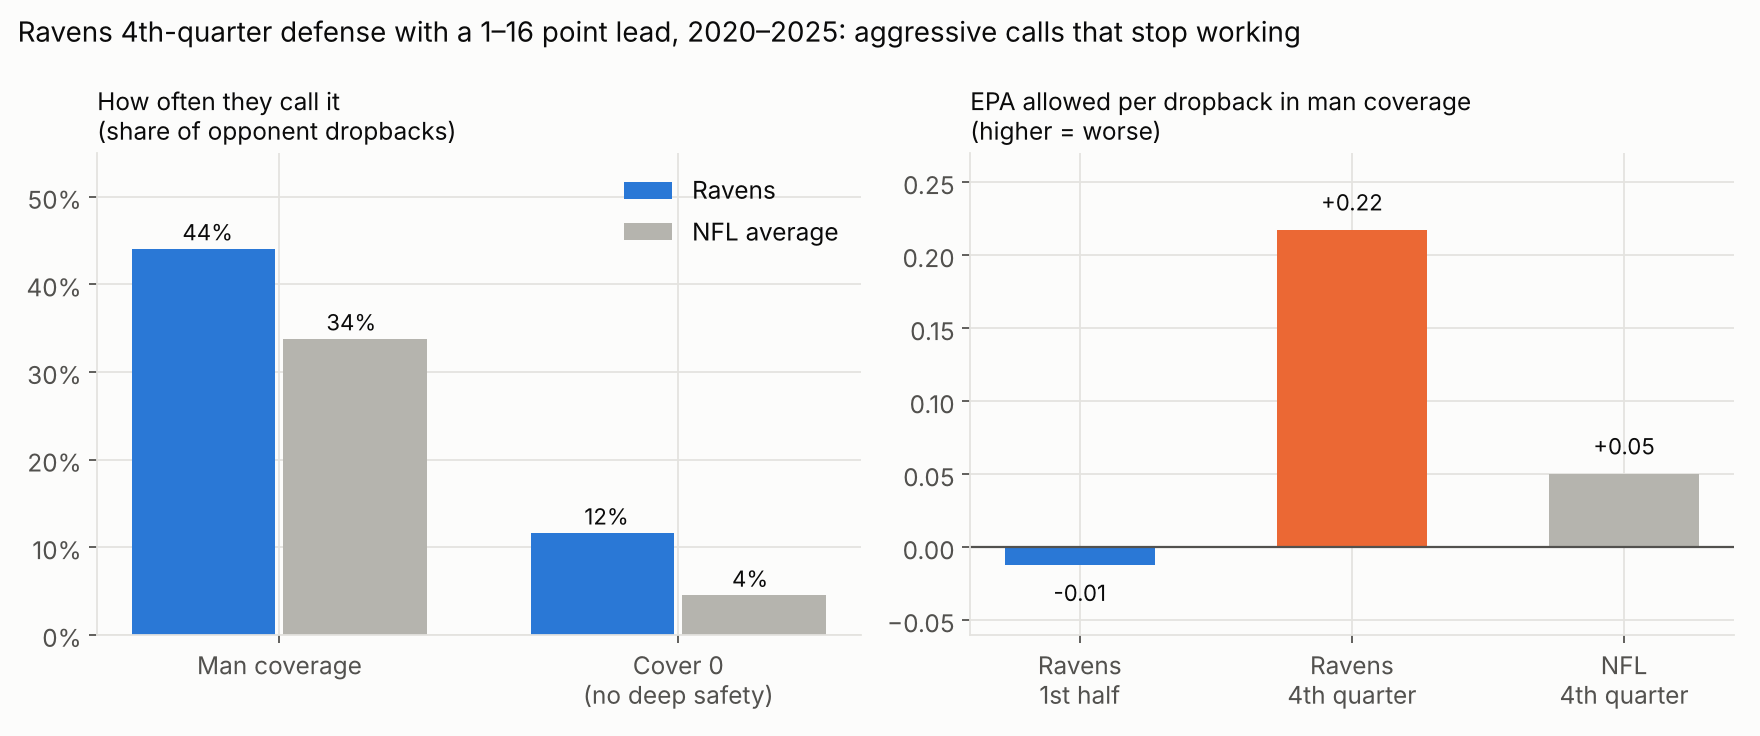 Ravens 4th-quarter defense with a 1–16 point lead, 2020–2025: aggressive calls that stop working
How often they call it
(share of opponent dropbacks)
50%
40%
30%
20%
10%
0%
Ravens
NFL average
44%
34%
12%
4%
Man coverage
Cover 0
(no deep safety)
EPA allowed per dropback in man coverage
(higher = worse)
0.25
0.20
0.15
0.10
0.05
0.00
−0.05
-0.01
+0.22
+0.05
Ravens
1st half
Ravens
4th quarter
NFL
4th quarter